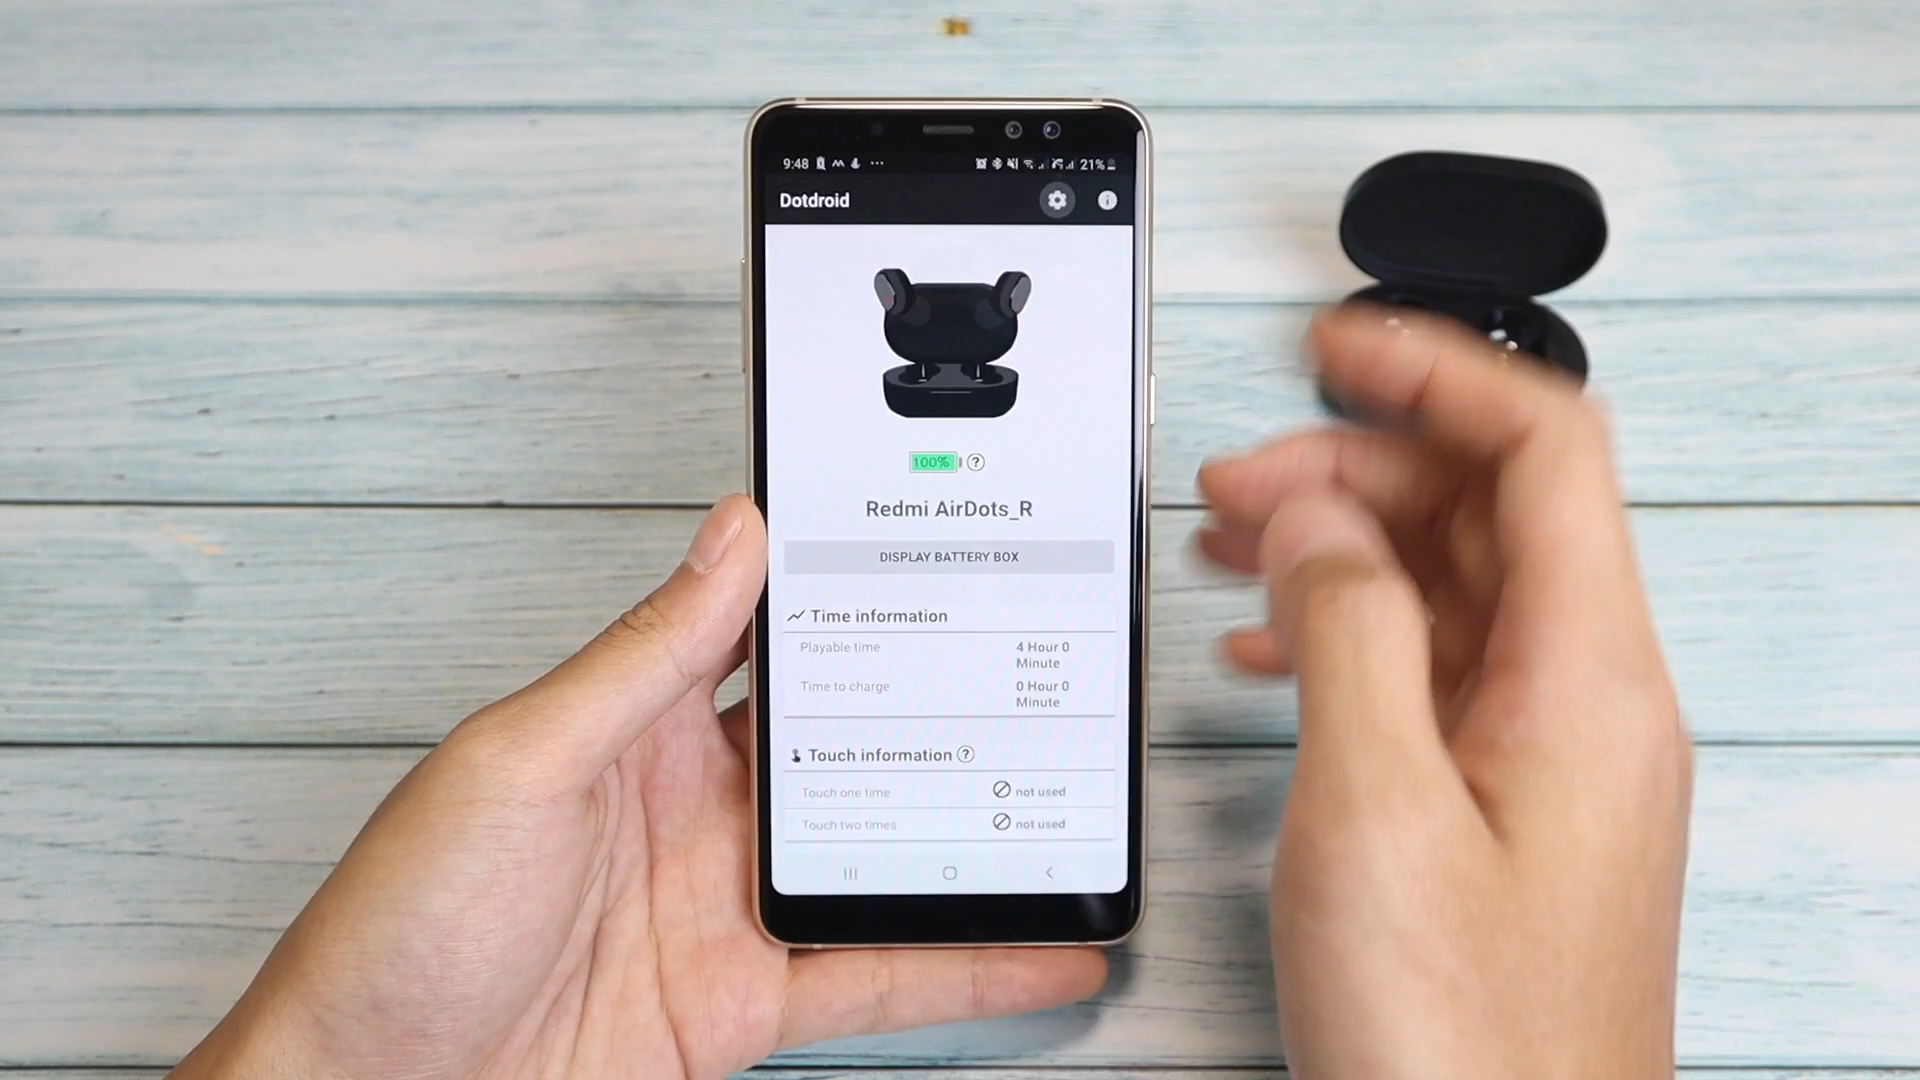 9:48 21%
Dotdroid
100% ?
Redmi AirDots_R
DISPLAY BATTERY BOX
Time information
Playable time 4 Hour 0
Minute
Time to charge 0 Hour 0
Minute
Touch information ?
Touch one time not used
Touch two times not used